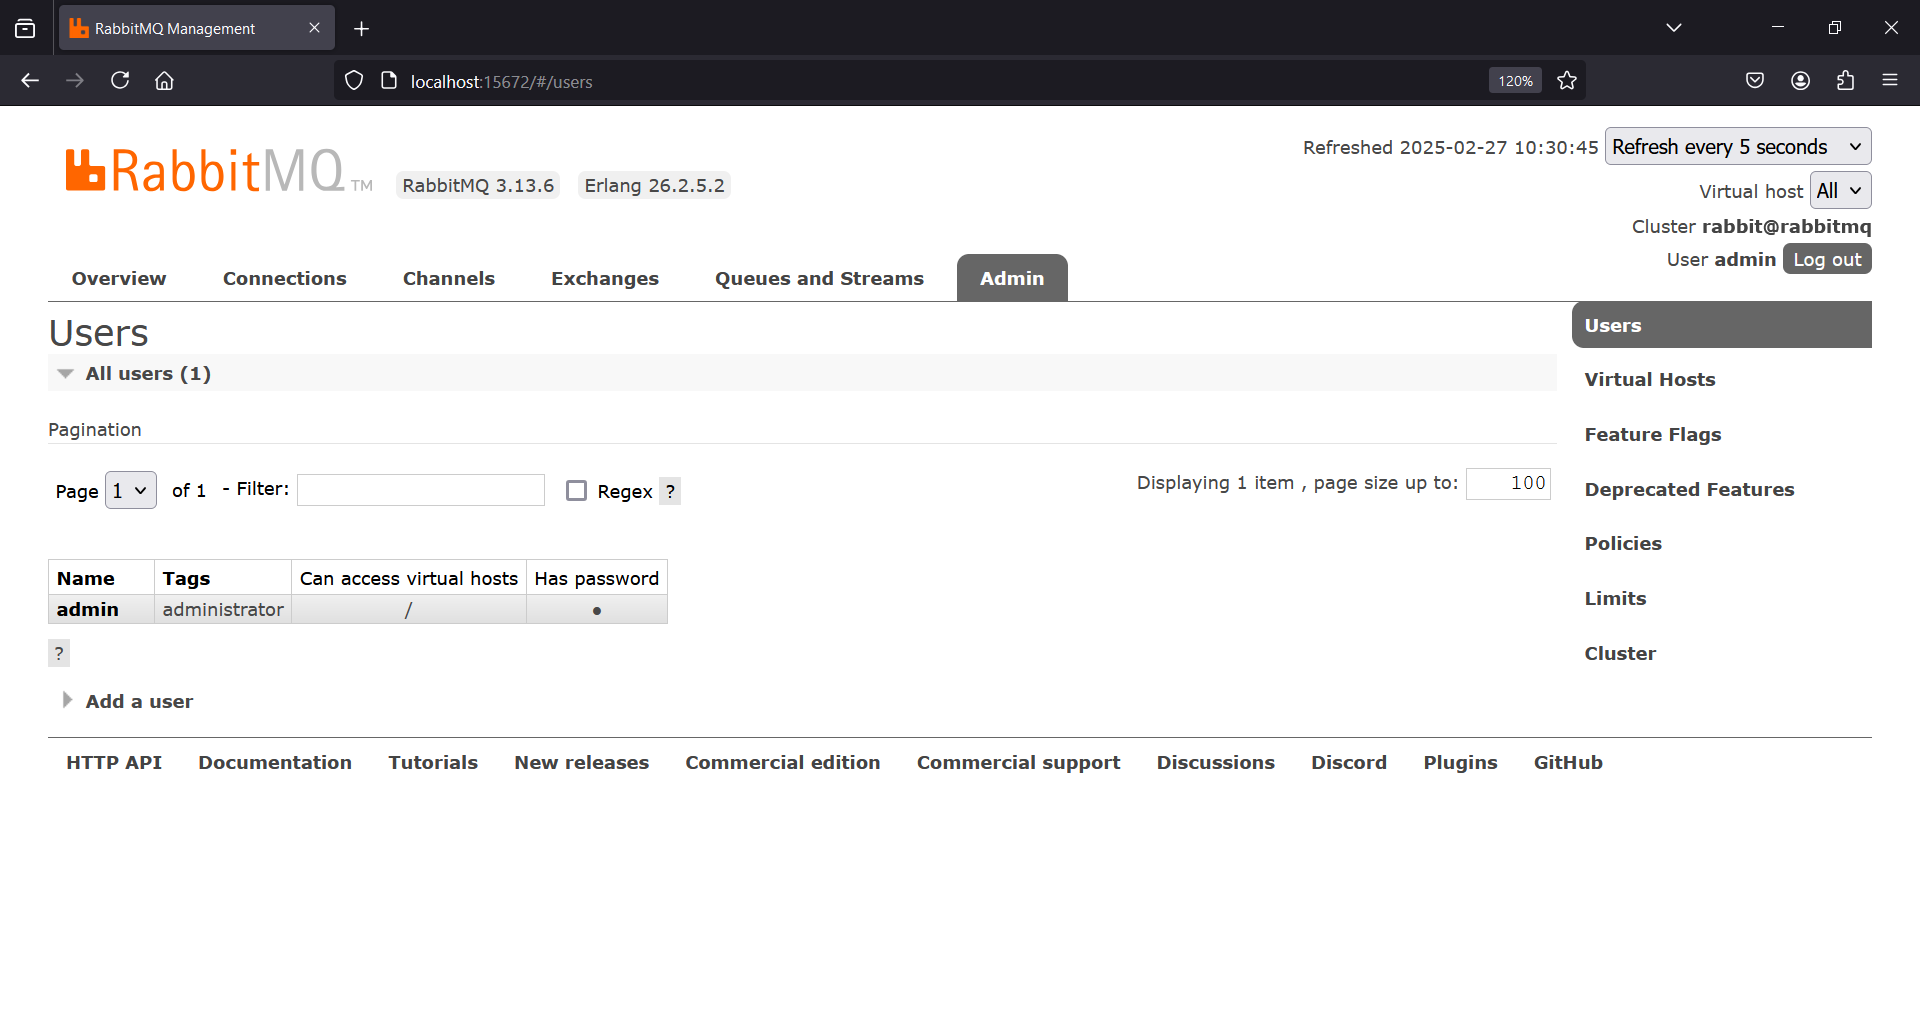 RabbitMQ Management
localhost:15672/#/users
120%
RabbitMQ TM
RabbitMQ 3.13.6 Erlang 26.2.5.2
Refreshed 2025-02-27 10:30:45 Refresh every 5 seconds
Virtual host All
Cluster rabbit@rabbitmq
User admin Log out
Overview Connections Channels Exchanges Queues and Streams Admin
Users
All users (1)
Pagination
Page 1 of 1 - Filter: Regex ?
Displaying 1 item , page size up to: 100
Name Tags Can access virtual hosts Has password
admin administrator / ●
?
Add a user
Users
Virtual Hosts
Feature Flags
Deprecated Features
Policies
Limits
Cluster
HTTP API Documentation Tutorials New releases Commercial edition Commercial support Discussions Discord Plugins GitHub